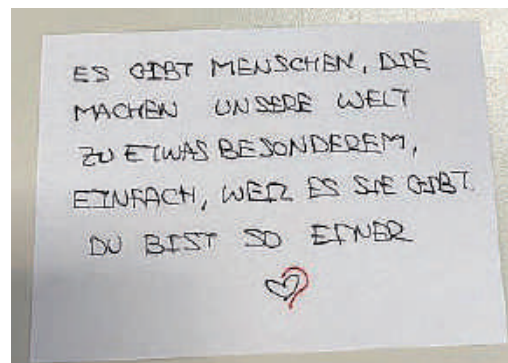 ES GIBT MENSCHEN, DIE
MACHEN UNSERE WELT
ZU ETWAS BESONDEREM,
EINFACH, WEIL ES SIE GIBT.
DU BIST SO EINER